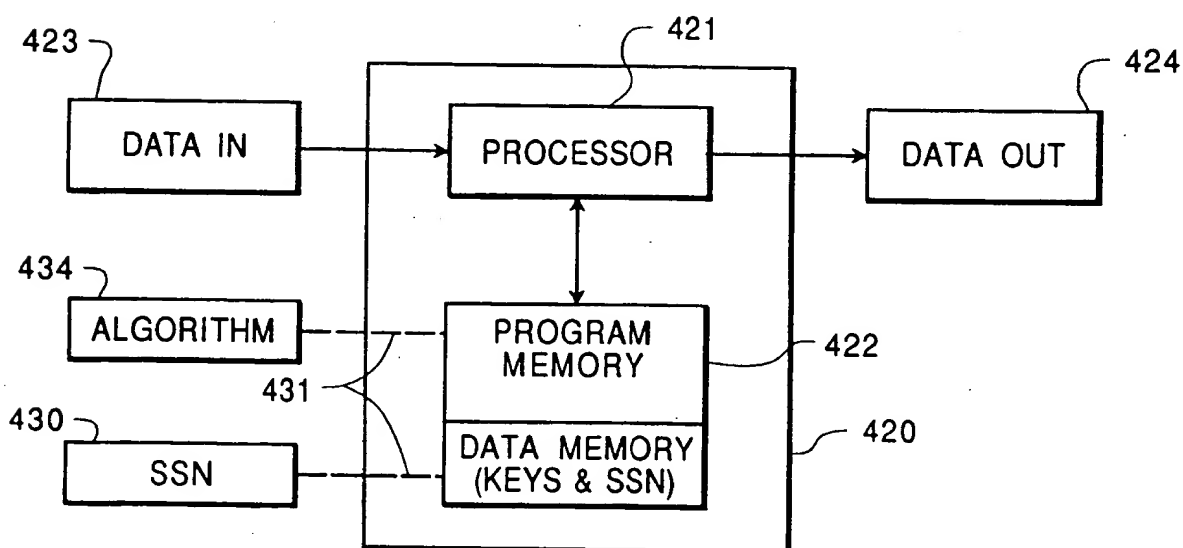 421
423
424
DATA IN
PROCESSOR
DATA OUT
434
ALGORITHM
PROGRAM
MEMORY
422
431
430
420
SSN
DATA MEMORY
(KEYS & SSN)